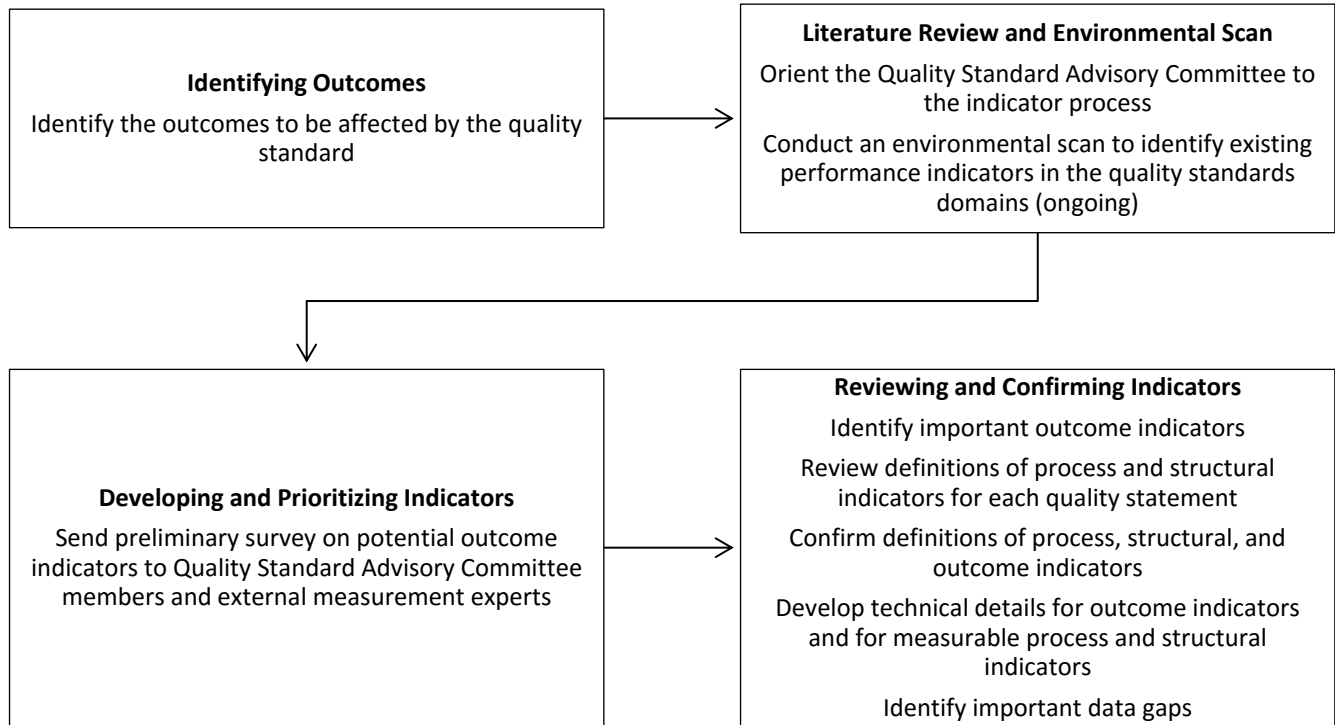 Identifying Outcomes
Identify the outcomes to be affected by the quality
standard
Literature Review and Environmental Scan
Orient the Quality Standard Advisory Committee to
the indicator process
Conduct an environmental scan to identify existing
performance indicators in the quality standards
domains (ongoing)
Developing and Prioritizing Indicators
Send preliminary survey on potential outcome
indicators to Quality Standard Advisory Committee
members and external measurement experts
Reviewing and Confirming Indicators
Identify important outcome indicators
Review definitions of process and structural
indicators for each quality statement
Confirm definitions of process, structural, and
outcome indicators
Develop technical details for outcome indicators
and for measurable process and structural
indicators
Identify important data gaps